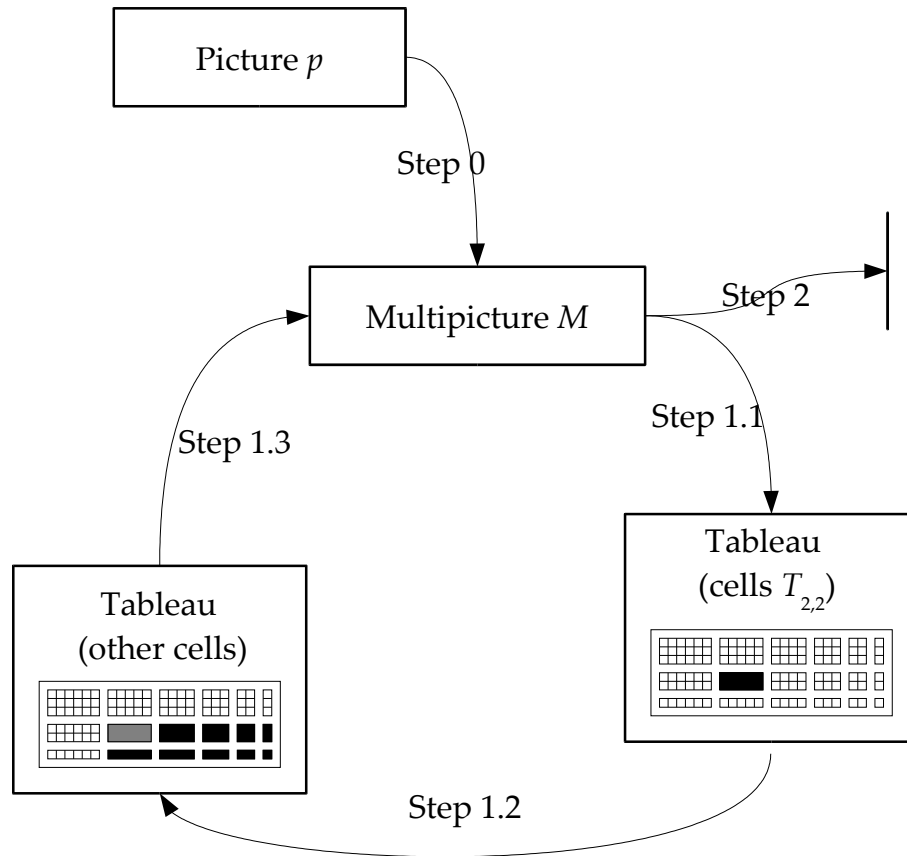 Picture p
Step 0
Step 2
Multipicture M
Step 1.1
Step 1.3
Tableau
(cells T2,2)
Tableau
(other cells)
Step 1.2